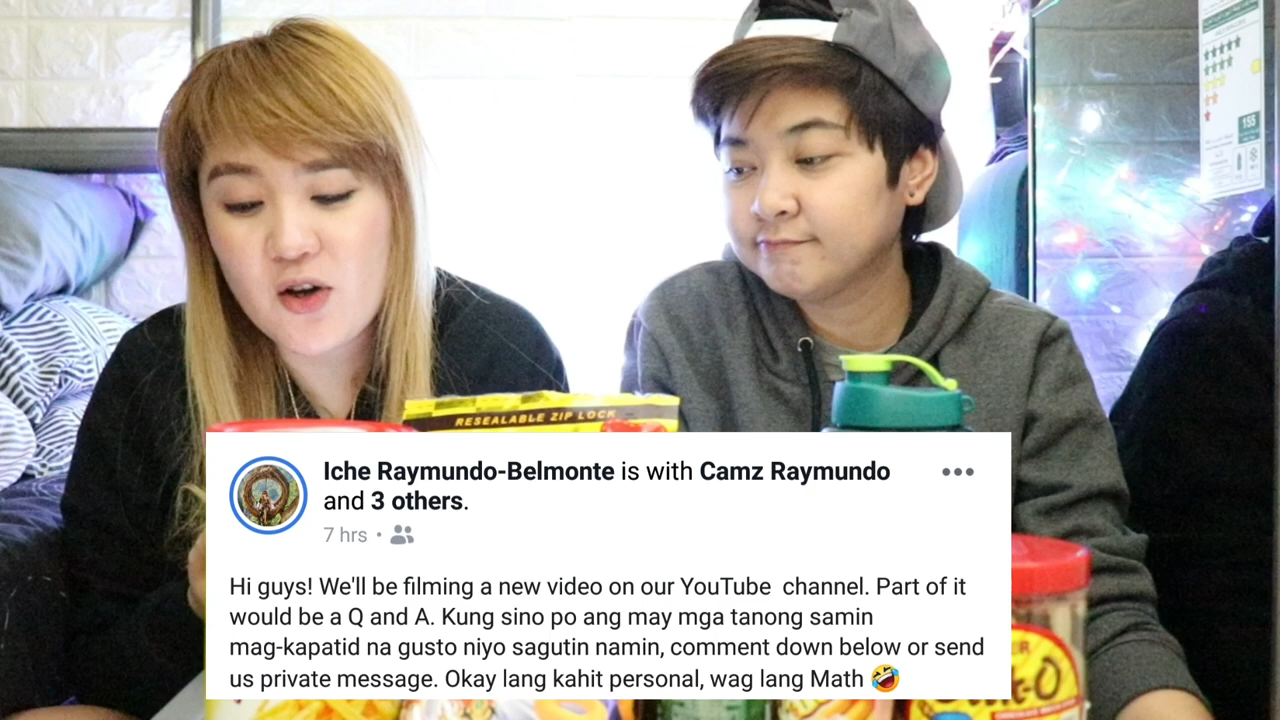 RESEALABLE ZIP LOCK
155
Iche Raymundo-Belmonte is with Camz Raymundo
and 3 others.
7 hrs
Hi guys! We'll be filming a new video on our YouTube channel. Part of it
would be a Q and A. Kung sino po ang may mga tanong samin
mag-kapatid na gusto niyo sagutin namin, comment down below or send
us private message. Okay lang kahit personal, wag lang Math 🤣